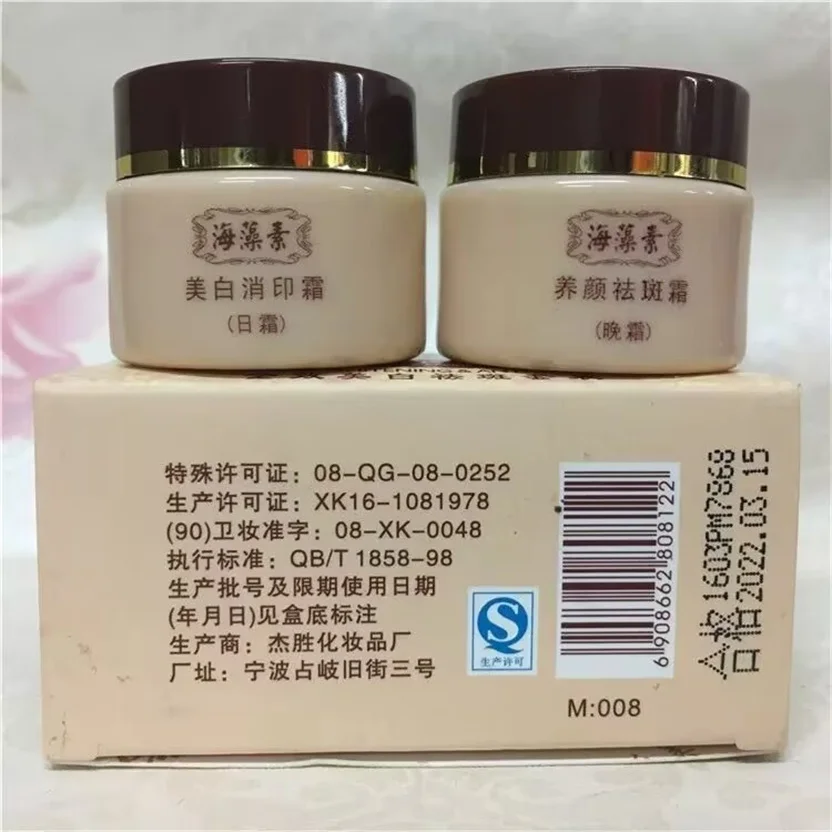 海藻素
美白消印霜
(日霜)
海藻素
养颜祛斑霜
(晚霜)
特殊许可证：08-QG-08-0252
生产许可证：XK16-1081978
(90)卫妆准字：08-XK-0048
执行标准：QB/T 1858-98
生产批号及限期使用日期
(年月日)见盒底标注
生产商：杰胜化妆品厂
厂址：宁波占岐旧街三号
生产许可
6 908662 808122
M:008
1603PM7868
2022.03.15